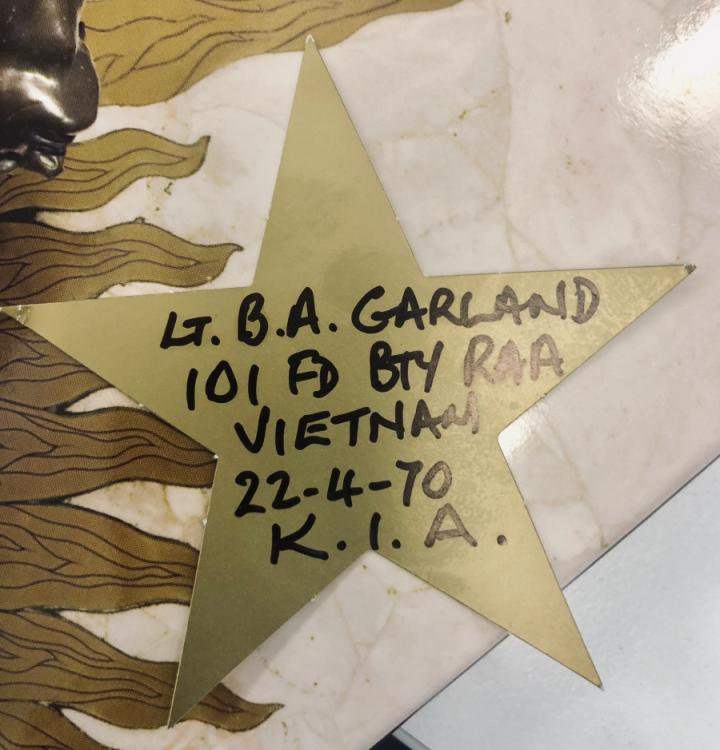 LT. B.A. GARLAND
101 FD BTY RAA
VIETNAM
22-4-70
K.I.A.